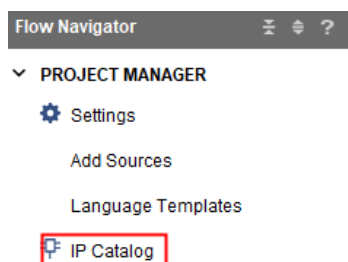 Flow Navigator ?
PROJECT MANAGER
Settings
Add Sources
Language Templates
IP Catalog